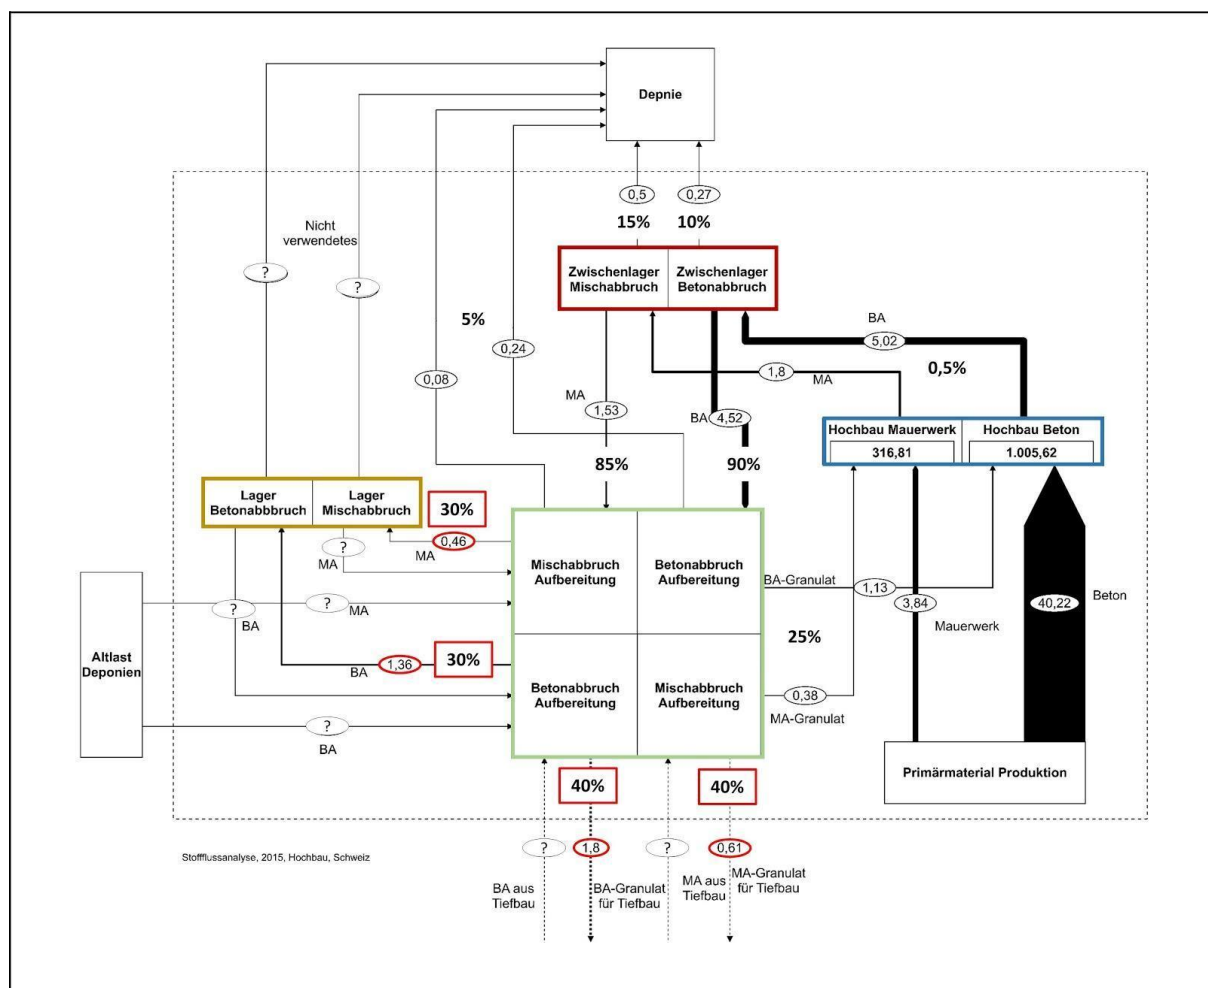 Depnie
0,5
0,27
15%
10%
Nicht
verwendetes
?
?
Zwischenlager
Mischabbruch
Zwischenlager
Betonabbruch
BA
5,02
0,5%
5%
0,24
0,08
1,8
MA
MA
1,53
BA
4,52
Hochbau Mauerwerk
316,81
Hochbau Beton
1.005,62
85%
90%
Lager
Betonabbbruch
Lager
Mischabbruch
30%
0,46
MA
?
MA
Mischabbruch
Aufbereitung
Betonabbruch
Aufbereitung
BA-Granulat
1,13
3,84
40,22
Beton
Mauerwerk
?
BA
?
MA
Altlast
Deponien
25%
1,36
BA
30%
Betonabbruch
Aufbereitung
Mischabbruch
Aufbereitung
0,38
MA-Granulat
?
BA
Primärmaterial Produktion
40%
40%
Stoffflussanalyse, 2015, Hochbau, Schweiz
?
1,8
?
0,61
BA aus
Tiefbau
BA-Granulat
für Tiefbau
MA aus
Tiefbau
MA-Granulat
für Tiefbau